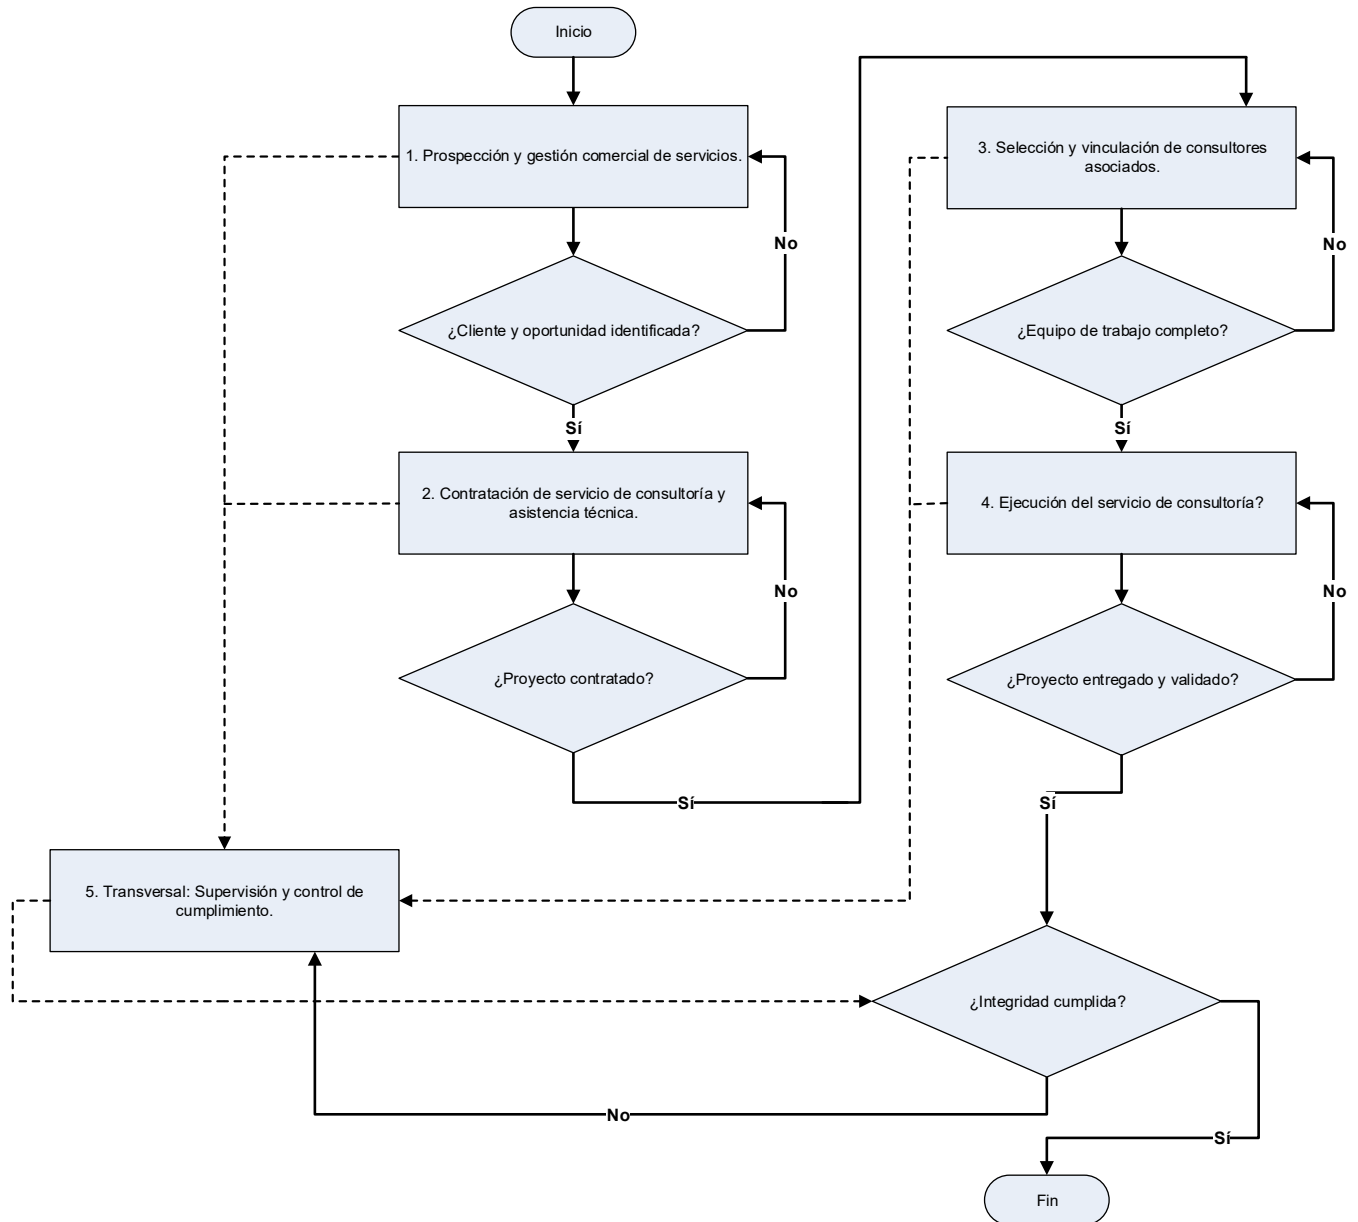 Inicio
1. Prospección y gestión comercial de servicios.
No
¿Cliente y oportunidad identificada?
Sí
2. Contratación de servicio de consultoría y
asistencia técnica.
No
¿Proyecto contratado?
Sí
3. Selección y vinculación de consultores
asociados.
No
¿Equipo de trabajo completo?
Sí
4. Ejecución del servicio de consultoría?
No
¿Proyecto entregado y validado?
Sí
5. Transversal: Supervisión y control de
cumplimiento.
¿Integridad cumplida?
No
Sí
Fin